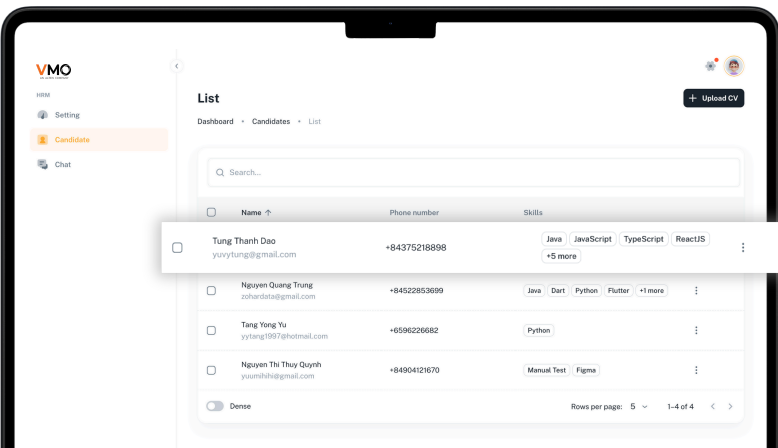 VMO
HRM
Setting
Candidate
Chat
List
Upload CV
Dashboard • Candidates • List
Search...
Name ↑ Phone number Skills
Tung Thanh Dao
yuvytung@gmail.com
+84375218898
Java JavaScript TypeScript ReactJS
+5 more
Nguyen Quang Trung
zohardata@gmail.com
+84522853699
Java Dart Python Flutter +1 more
Tang Yong Yu
yytang1997@hotmail.com
+6596226682
Python
Nguyen Thi Thuy Quynh
yuumihihi@gmail.com
+84904121670
Manual Test Figma
Dense Rows per page: 5 1–4 of 4